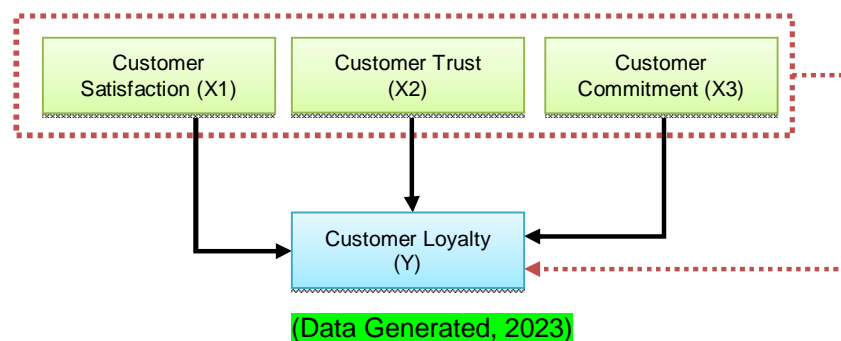 Customer
Satisfaction (X1)
Customer Trust
(X2)
Customer
Commitment (X3)
Customer Loyalty
(Y)
(Data Generated, 2023)